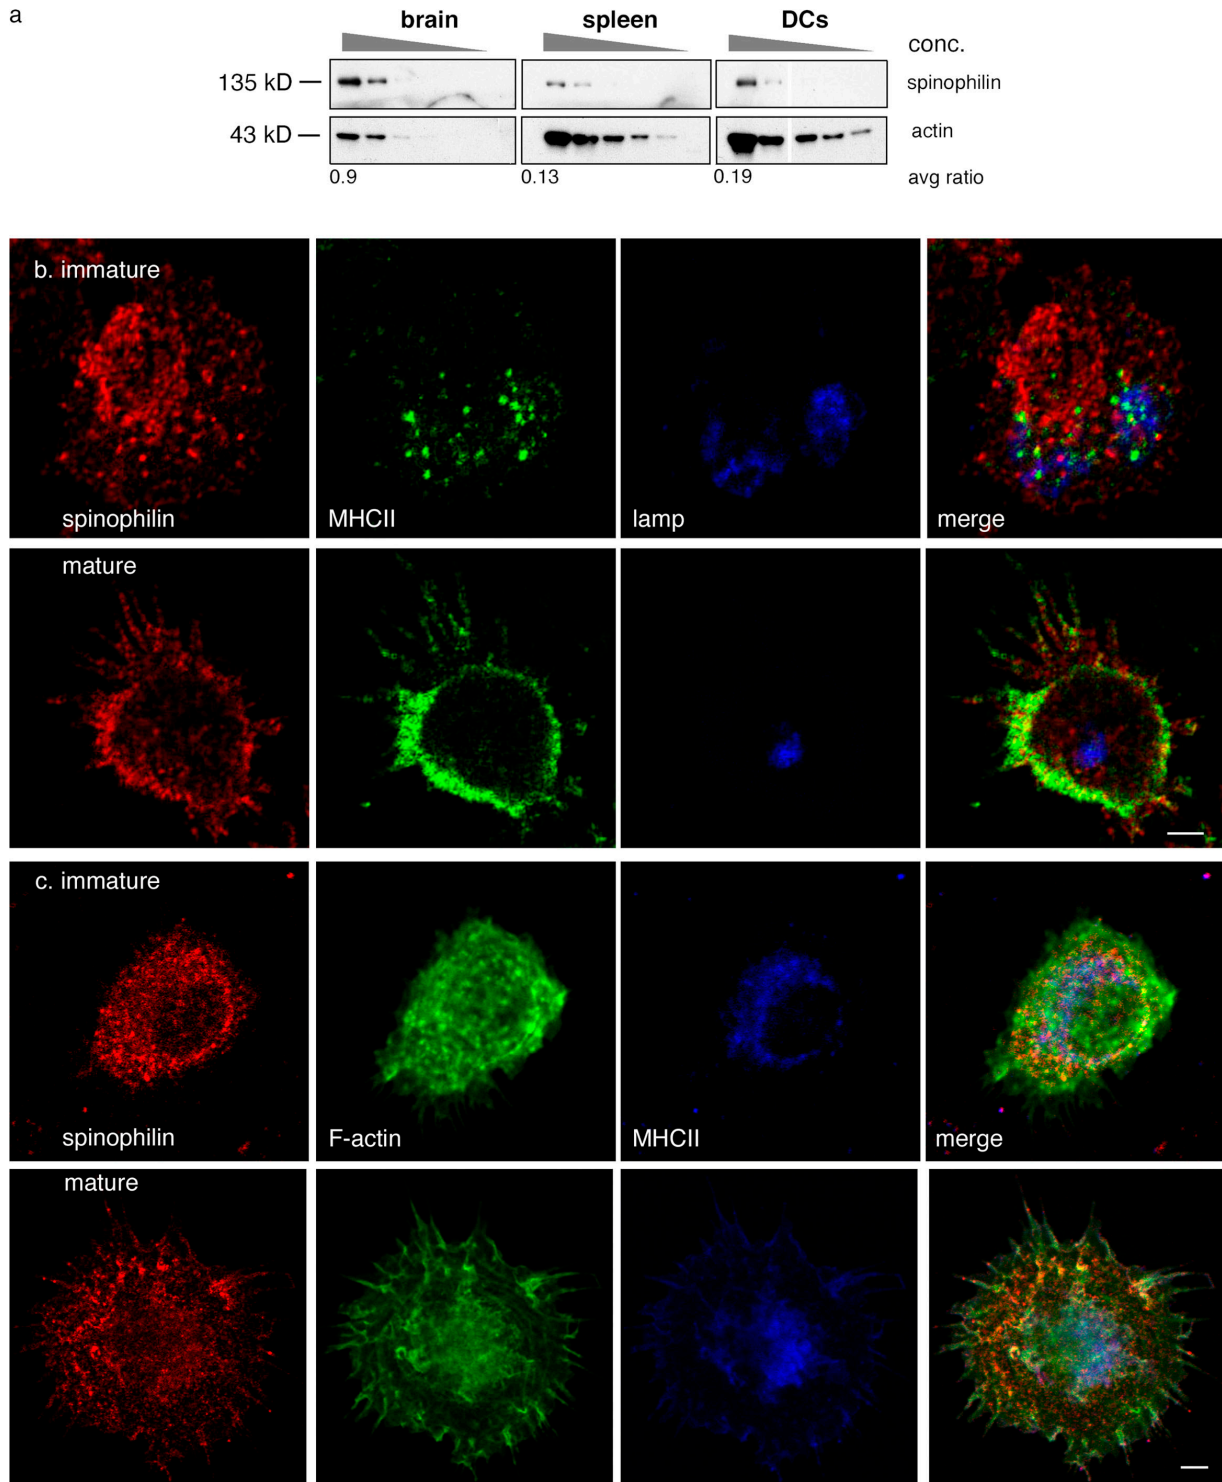 a
brain spleen DCs
conc.
135 kD spinophilin
43 kD actin
0.9 0.13 0.19 avg ratio
b. immature
spinophilin MHCII lamp merge
mature
c. immature
spinophilin F-actin MHCII merge
mature